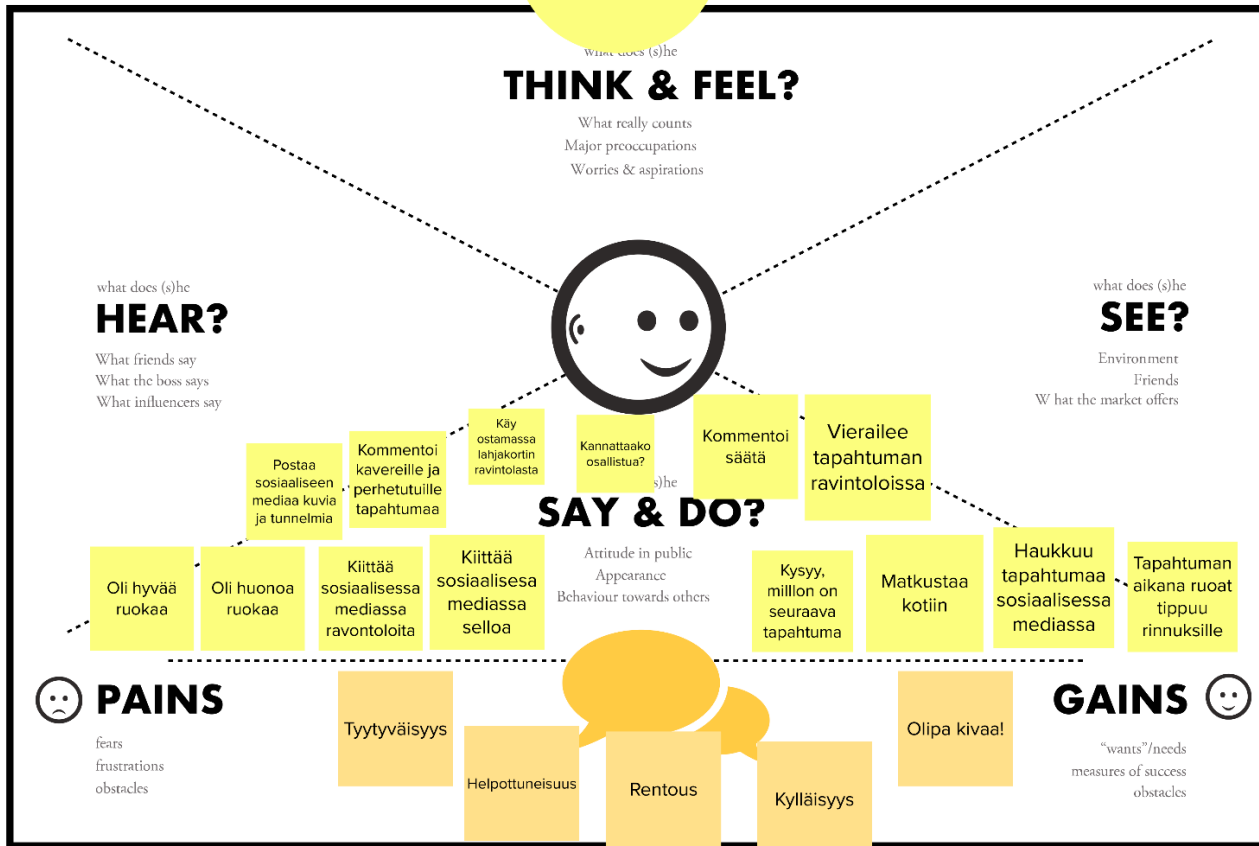 what does (s)he
THINK & FEEL?
What really counts
Major preoccupations
Worries & aspirations
what does (s)he
HEAR?
What friends say
What the boss says
What influencers say
what does (s)he
SEE?
Environment
Friends
W hat the market offers
Postaa
sosiaaliseen
mediaa kuvia
ja tunnelmia
Kommentoi
kavereille ja
perhetutuille
tapahtumaa
Käy
ostamassa
lahjakortin
ravintolasta
Kannattaako
osallistua?
Kommentoi
säätä
Vierailee
tapahtuman
ravintoloissa
s)he
SAY & DO?
Attitude in public
Appearance
Behaviour towards others
Oli hyvää
ruokaa
Oli huonoa
ruokaa
Kiittää
sosiaalisessa
mediassa
ravontoloita
Kiittää
sosiaalisesa
mediassa
selloa
Kysyy,
milloin on
seuraava
tapahtuma
Matkustaa
kotiin
Haukkuu
tapahtumaa
sosiaalisessa
mediassa
Tapahtuman
aikana ruoat
tippuu
rinnuksille
PAINS
fears
frustrations
obstacles
Tyytyväisyys
Helpottuneisuus
Rentous
Kylläisyys
Olipa kivaa!
GAINS
"wants"/needs
measures of success
obstacles